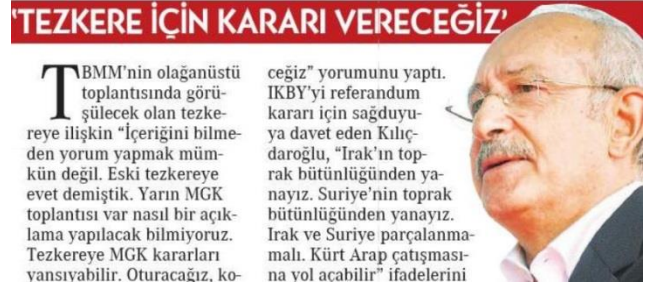 'TEZKERE İÇİN KARARI VERECEĞİZ'
TBMM'nin olağanüstü
toplantısında görü-
şülecek olan tezke-
reye ilişkin “İçeriğini bilme-
den yorum yapmak müm-
kün değil. Eski tezkereye
evet demiştik. Yarın MGK
toplantısı var nasıl bir açık-
lama yapılacak bilmiyoruz.
Tezkereye MGK kararları
yansıyabilir. Oturacağız, ko-
ceğiz” yorumunu yaptı.
IKBY'yi referandum
kararı için sağduyu-
ya davet eden Kılıç-
daroğlu, “Irak'ın top-
rak bütünlüğünden ya-
nayız. Suriye'nin toprak
bütünlüğünden yanayız.
Irak ve Suriye parçalanma-
malı. Kürt Arap çatışması-
na yol açabilir” ifadelerini